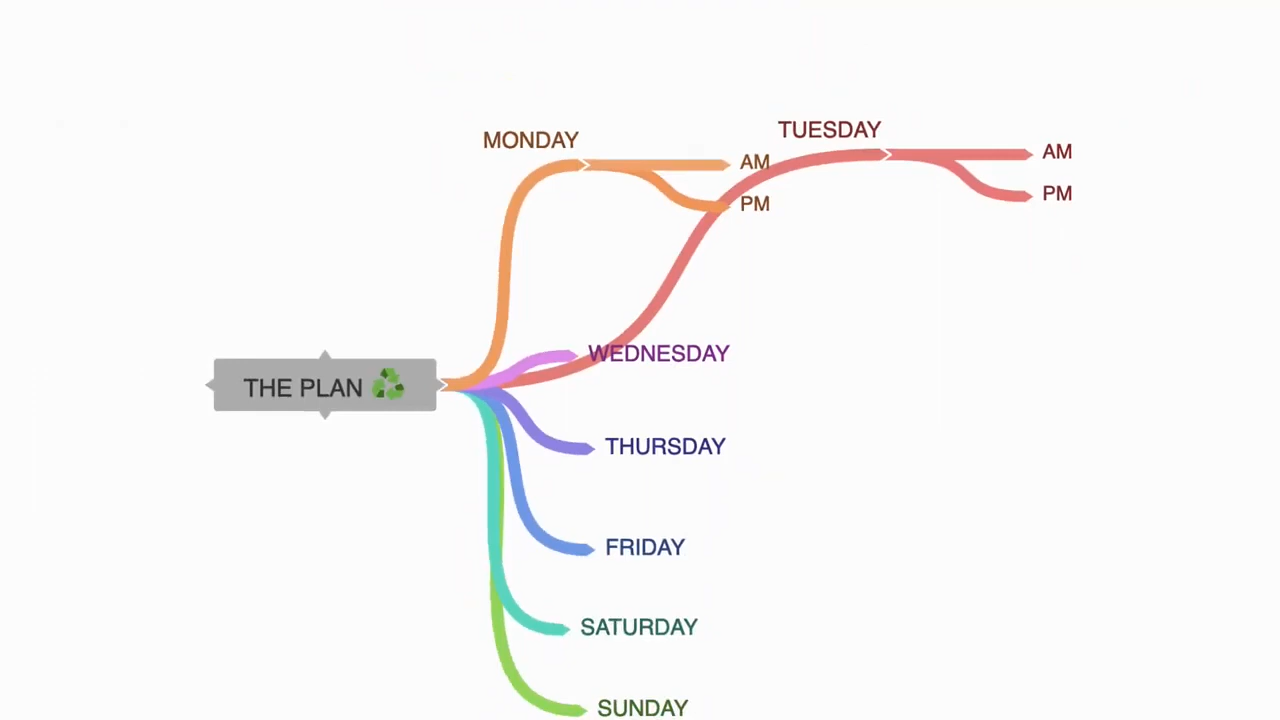 TUESDAY
MONDAY
AM
PM
AM
PM
WEDNESDAY
THE PLAN ♻
THURSDAY
FRIDAY
SATURDAY
SUNDAY